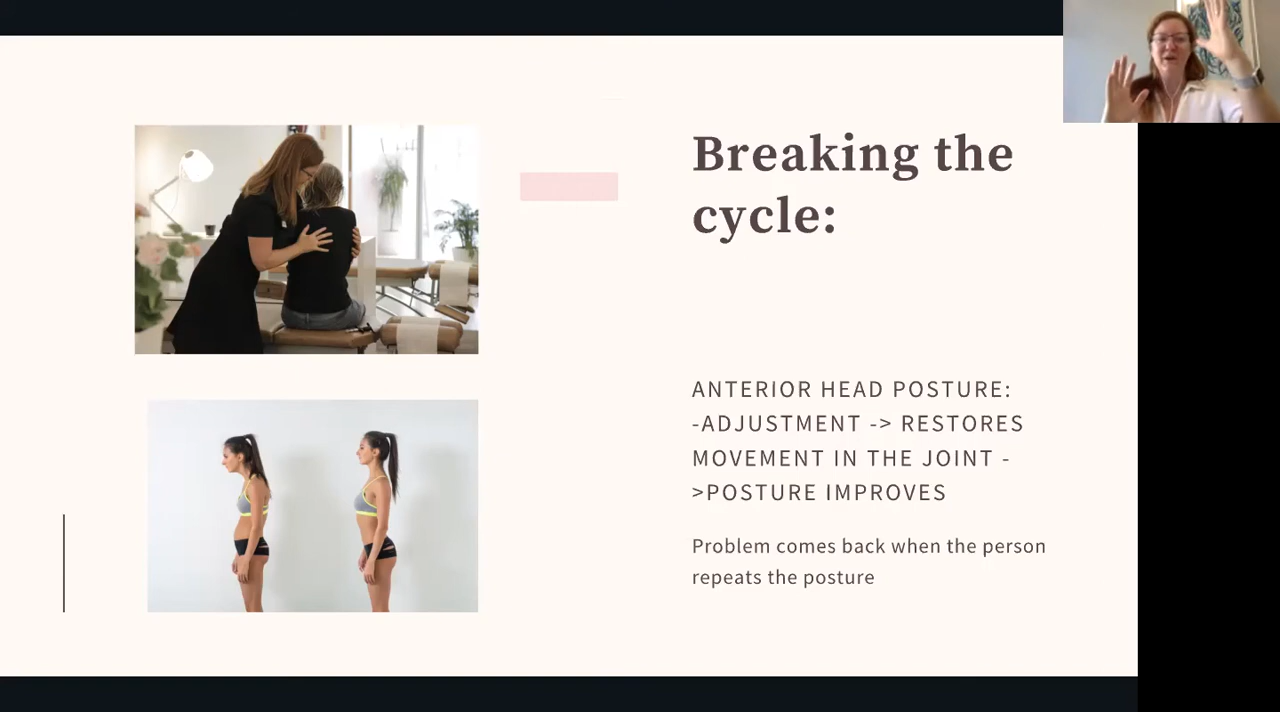 Breaking the
cycle:
ANTERIOR HEAD POSTURE:
-ADJUSTMENT -> RESTORES
MOVEMENT IN THE JOINT -
>POSTURE IMPROVES
Problem comes back when the person
repeats the posture